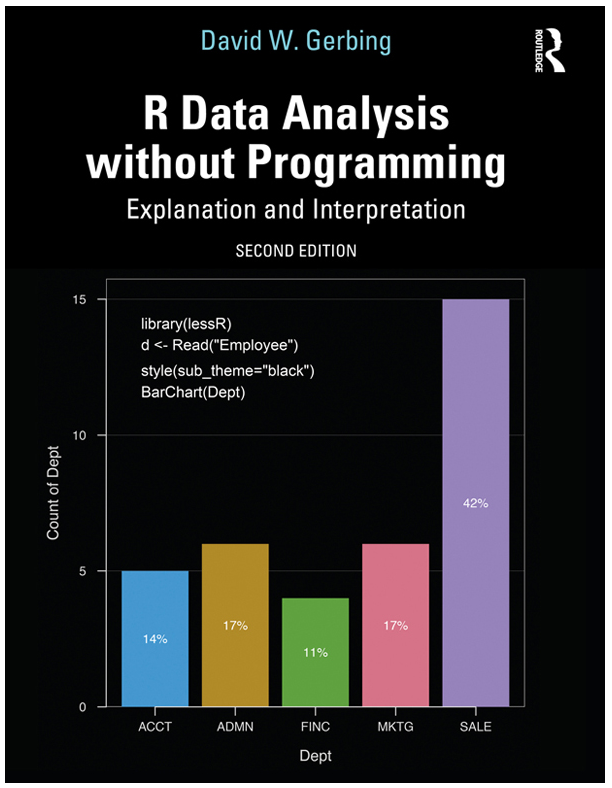 David W. Gerbing
ROUTLEDGE
R Data Analysis
without Programming
Explanation and Interpretation
SECOND EDITION
library(lessR)
d <- Read("Employee")
style(sub_theme="black")
BarChart(Dept)
Count of Dept
15
10
5
0
14%
17%
11%
17%
42%
ACCT ADMN FINC MKTG SALE
Dept